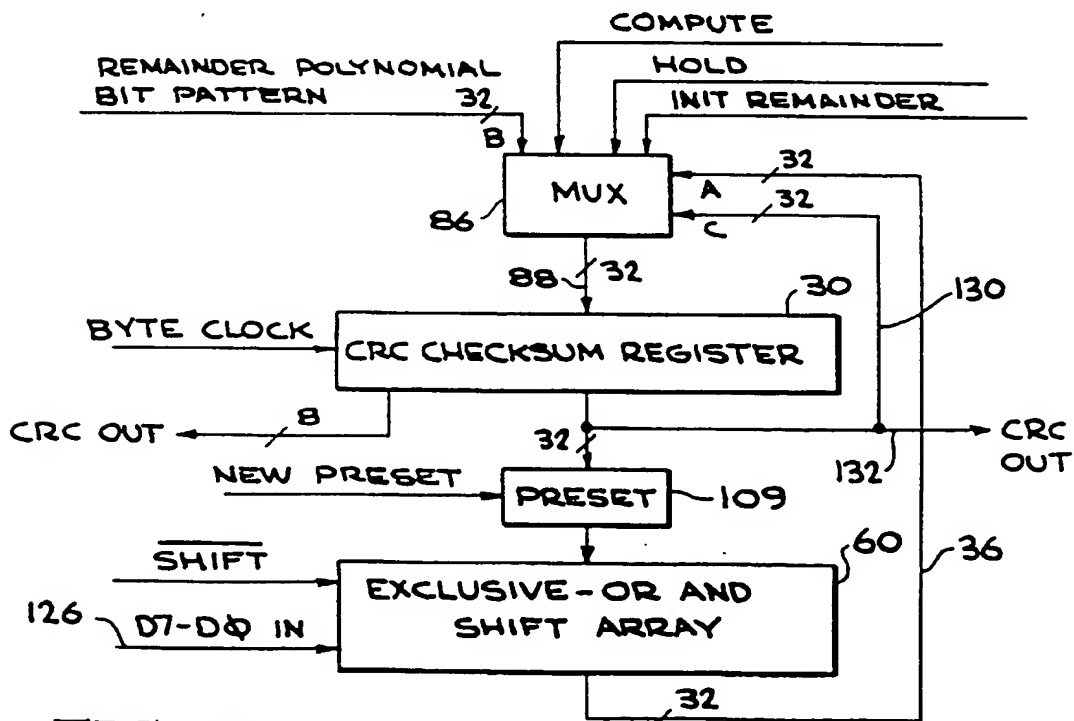 COMPUTE
REMAINDER POLYNOMIAL
BIT PATTERN
32
HOLD
INIT REMAINDER
B
MUX
32
A
32
C
86
88
32
30
130
BYTE CLOCK
CRC CHECKSUM REGISTER
8
CRC OUT
32
132
CRC
OUT
NEW PRESET
PRESET
109
60
36
SHIFT
EXCLUSIVE-OR AND
SHIFT ARRAY
126
D7-DΦ IN
32